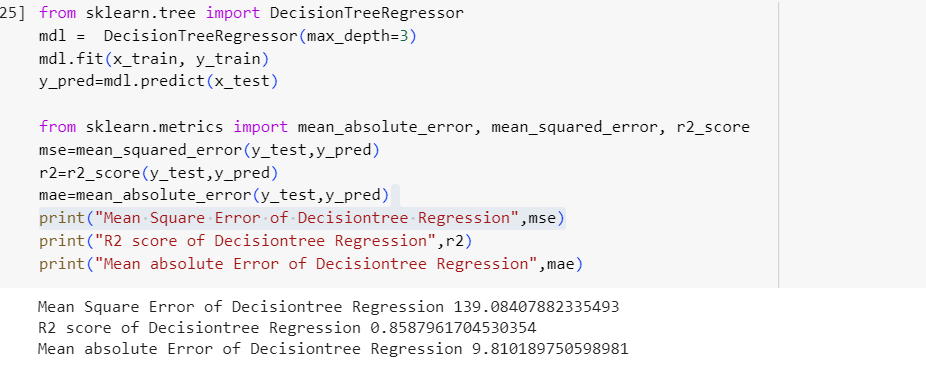 25] from sklearn.tree import DecisionTreeRegressor
mdl =  DecisionTreeRegressor(max_depth=3)
mdl.fit(x_train, y_train)
y_pred=mdl.predict(x_test)
from sklearn.metrics import mean_absolute_error, mean_squared_error, r2_score
mse=mean_squared_error(y_test,y_pred)
r2=r2_score(y_test,y_pred)
mae=mean_absolute_error(y_test,y_pred)
print("Mean Square Error of Decisiontree Regression",mse)
print("R2 score of Decisiontree Regression",r2)
print("Mean absolute Error of Decisiontree Regression",mae)
Mean Square Error of Decisiontree Regression 139.08407882335493
R2 score of Decisiontree Regression 0.8587961704530354
Mean absolute Error of Decisiontree Regression 9.810189750598981